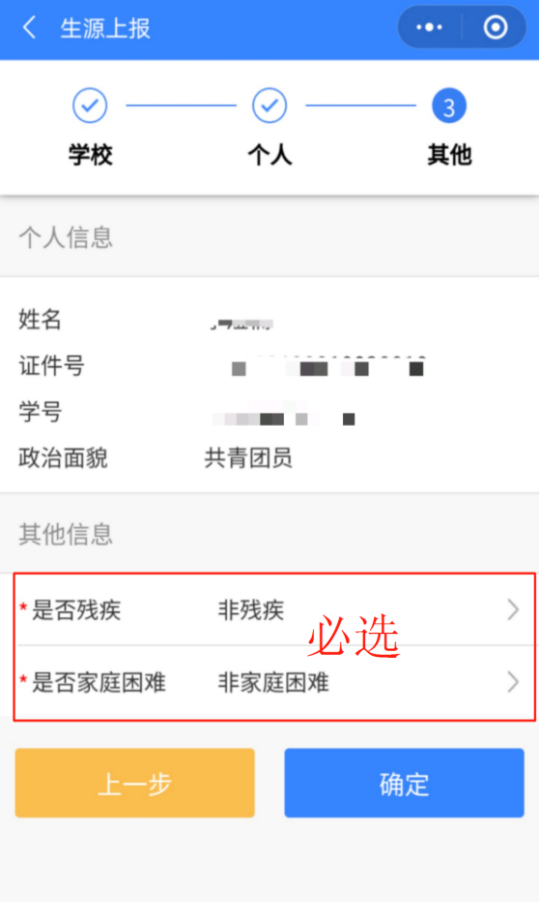 生源上报
3
学校 个人 其他
个人信息
姓名
证件号
学号
政治面貌 共青团员
其他信息
* 是否残疾 非残疾
必选
* 是否家庭困难 非家庭困难
上一步 确定